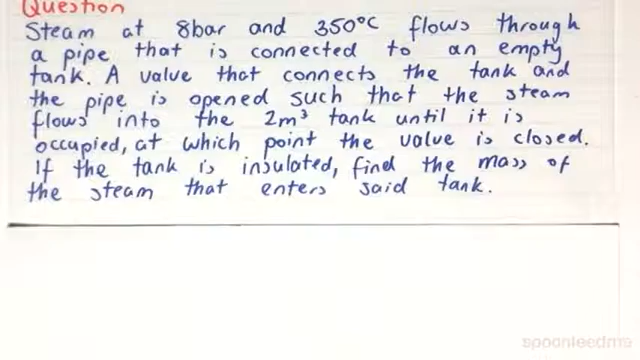 Question
Steam at 8bar and 350°C flows through
a pipe that is connected to an empty
tank. A value that connects the tank and
the pipe is opened such that the steam
flows into the 2m³ tank until it is
occupied, at which point the value is closed.
If the tank is insulated, find the mass of
the steam that enters said tank.
spoonfeedme